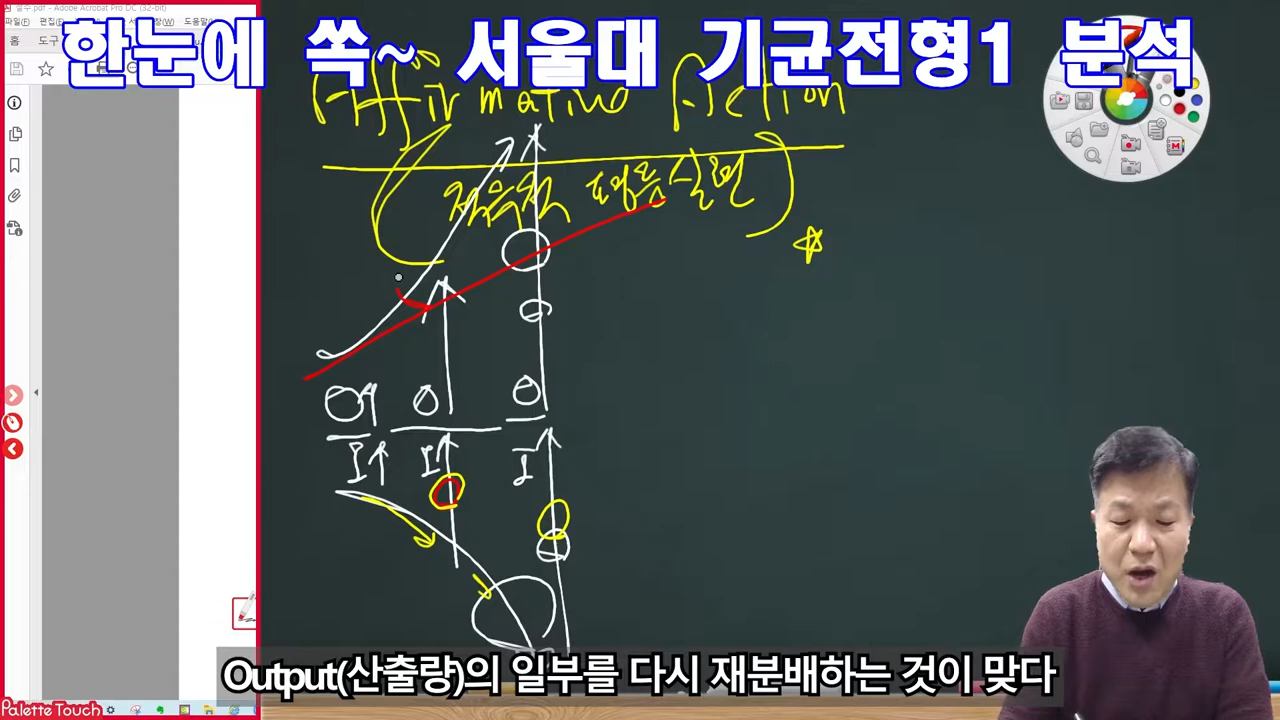 한눈에 쏙~ 서울대 기균전형1 분석
Affirmative Action
적극적 조정등 실현
O↑ O O
I↑ I I
Output(산출량)의 일부를 다시 재분배하는 것이 맞다
Palette Touch